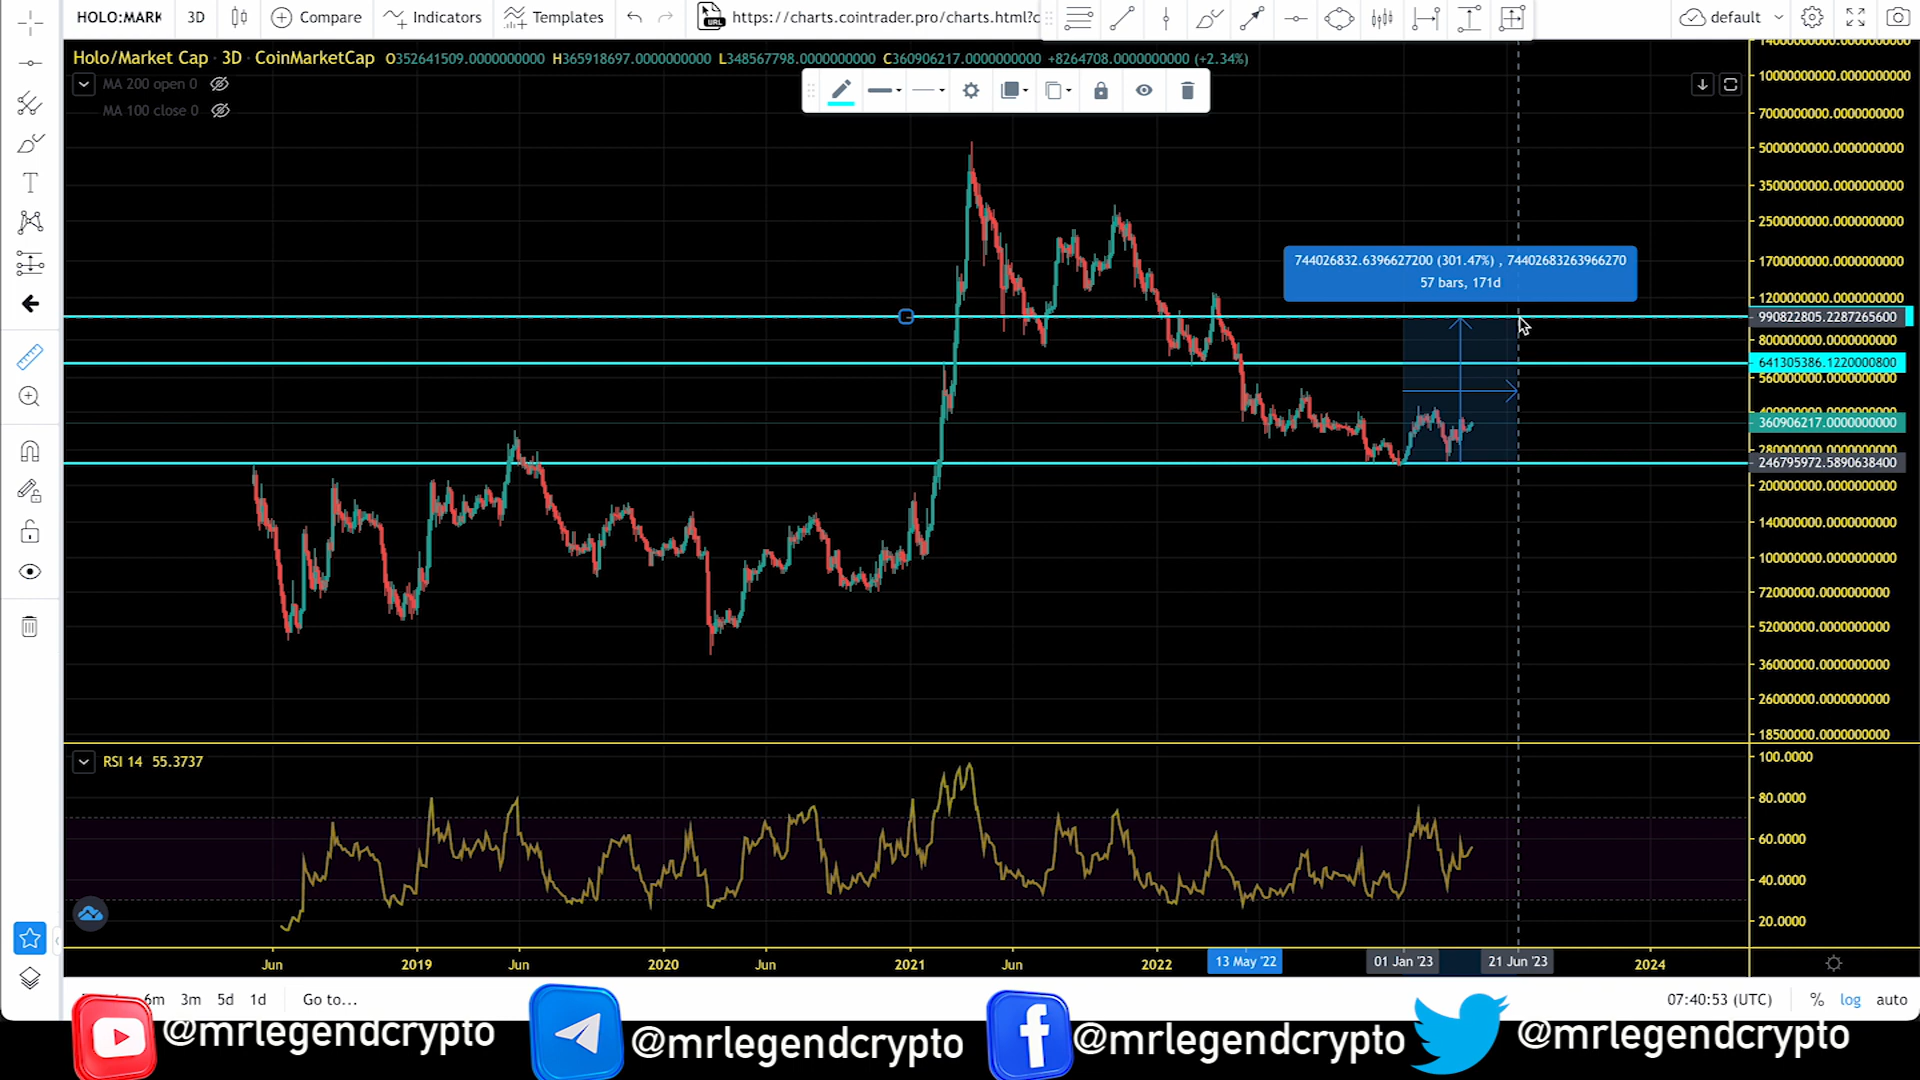 HOLO:MARK 3D Compare Indicators Templates https://charts.cointrader.pro/charts.html?c default
Holo/Market Cap · 3D · CoinMarketCap O352641509.0000000000 H365918697.0000000000 L348567798.0000000000 C360906217.0000000000 +8264708.0000000000 (+2.34%)
MA 200 open 0
MA 100 close 0
10000000000.0000000000
7000000000.0000000000
5000000000.0000000000
3500000000.0000000000
2500000000.0000000000
1700000000.0000000000
1200000000.0000000000
744026832.6396627200 (301.47%) , 74402683263966270
57 bars, 171d
990822805.2287265600
800000000.0000000000
641305386.1220000800
560000000.0000000000
360906217.0000000000
280000000.0000000000
246795972.5890638400
200000000.0000000000
140000000.0000000000
100000000.0000000000
72000000.0000000000
52000000.0000000000
36000000.0000000000
26000000.0000000000
18500000.0000000000
RSI 14 55.3737
100.0000
80.0000
60.0000
40.0000
20.0000
Jun 2019 Jun 2020 Jun 2021 Jun 2022 13 May '22 01 Jan '23 21 Jun '23 2024
6m 3m 5d 1d Go to... 07:40:53 (UTC) % log auto
@mrlegendcrypto @mrlegendcrypto @mrlegendcrypto @mrlegendcrypto